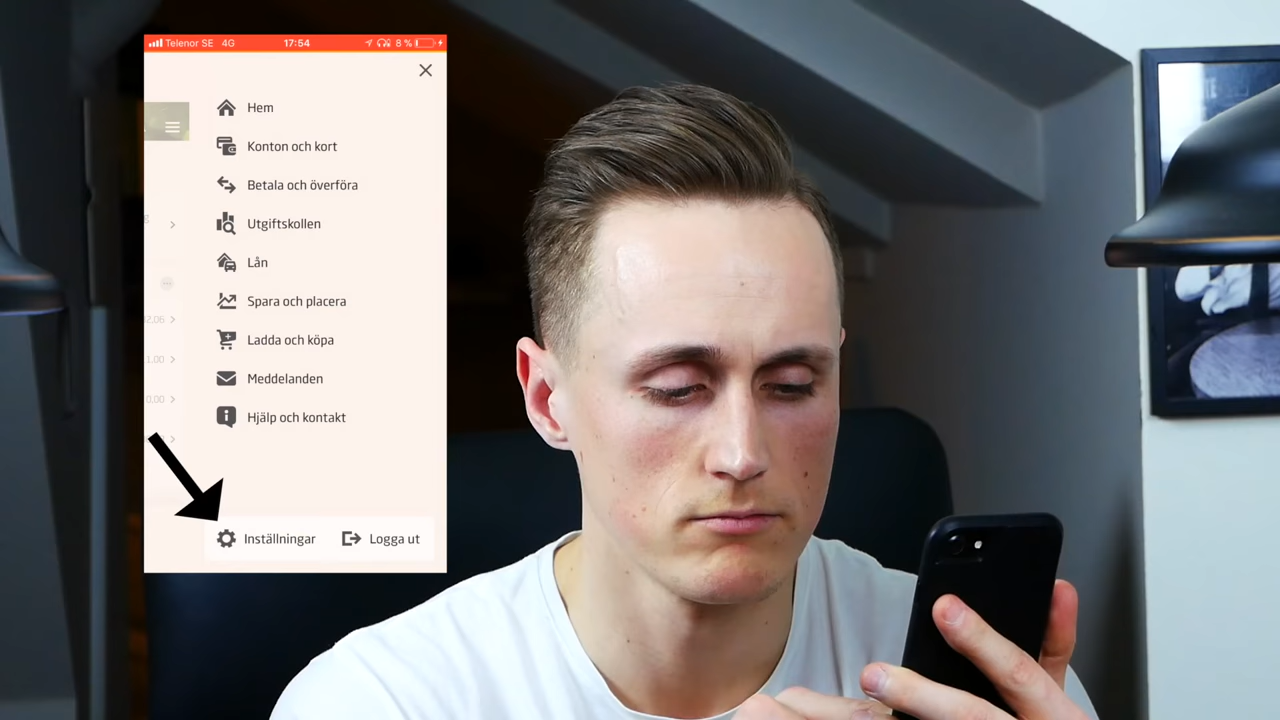 Telenor SE 4G 17:54 8 %
Hem
Konton och kort
Betala och överföra
Utgiftskollen
Lån
Spara och placera
Ladda och köpa
Meddelanden
Hjälp och kontakt
Inställningar Logga ut